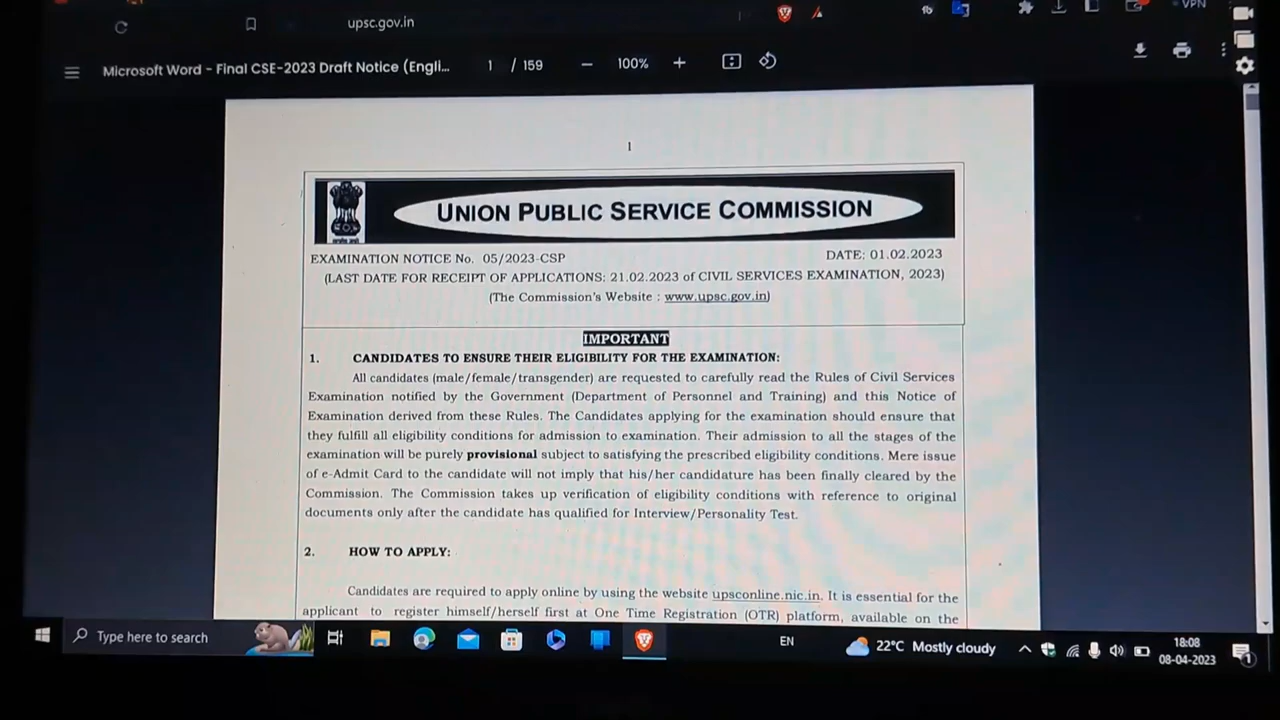 upsc.gov.in
VPN
Microsoft Word - Final CSE-2023 Draft Notice (Engli... 1 / 159 100%
1
UNION PUBLIC SERVICE COMMISSION
EXAMINATION NOTICE No. 05/2023-CSP DATE: 01.02.2023
(LAST DATE FOR RECEIPT OF APPLICATIONS: 21.02.2023 of CIVIL SERVICES EXAMINATION, 2023)
(The Commission's Website : www.upsc.gov.in)
IMPORTANT
1. CANDIDATES TO ENSURE THEIR ELIGIBILITY FOR THE EXAMINATION:
All candidates (male/female/transgender) are requested to carefully read the Rules of Civil Services
Examination notified by the Government (Department of Personnel and Training) and this Notice of
Examination derived from these Rules. The Candidates applying for the examination should ensure that
they fulfill all eligibility conditions for admission to examination. Their admission to all the stages of the
examination will be purely provisional subject to satisfying the prescribed eligibility conditions. Mere issue
of e-Admit Card to the candidate will not imply that his/her candidature has been finally cleared by the
Commission. The Commission takes up verification of eligibility conditions with reference to original
documents only after the candidate has qualified for Interview/Personality Test.
2. HOW TO APPLY:
Candidates are required to apply online by using the website upsconline.nic.in. It is essential for the
applicant to register himself/herself first at One Time Registration (OTR) platform, available on the
Type here to search EN 22°C Mostly cloudy 18:08
08-04-2023 1